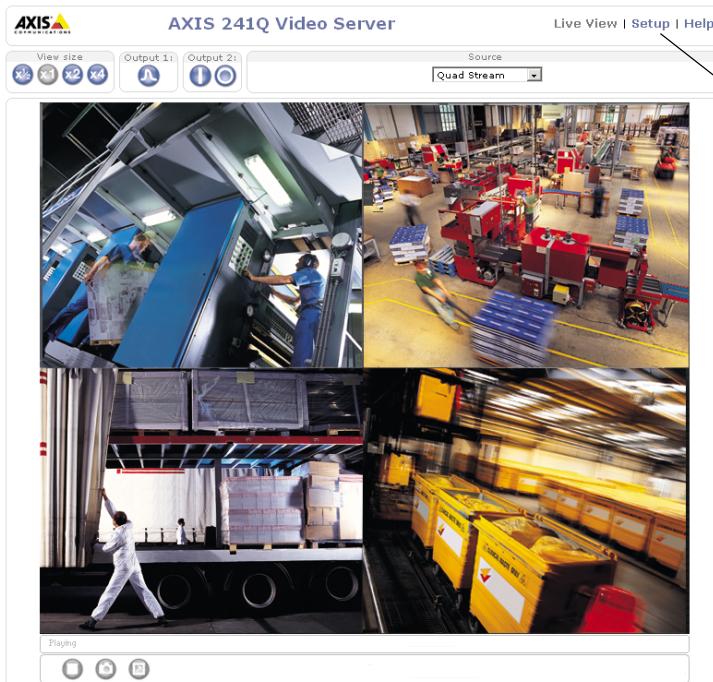 AXIS
COMMUNICATIONS
AXIS 241Q Video Server
Live View | Setup | Help
View size
x½ x1 x2 x4
Output 1:
Output 2:
Source
Quad Stream
Playing